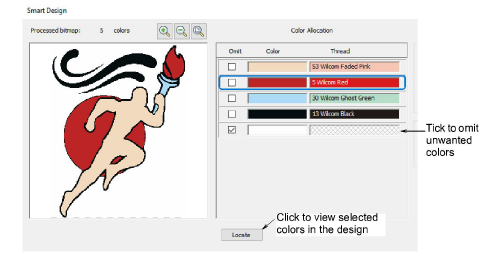 Smart Design
Processed bitmap: 5 colors
Color Allocation
Omit Color Thread
53 Wilcom Faded Pink
5 Wilcom Red
30 Wilcom Ghost Green
13 Wilcom Black
Tick to omit
unwanted
colors
Click to view selected
colors in the design
Locate